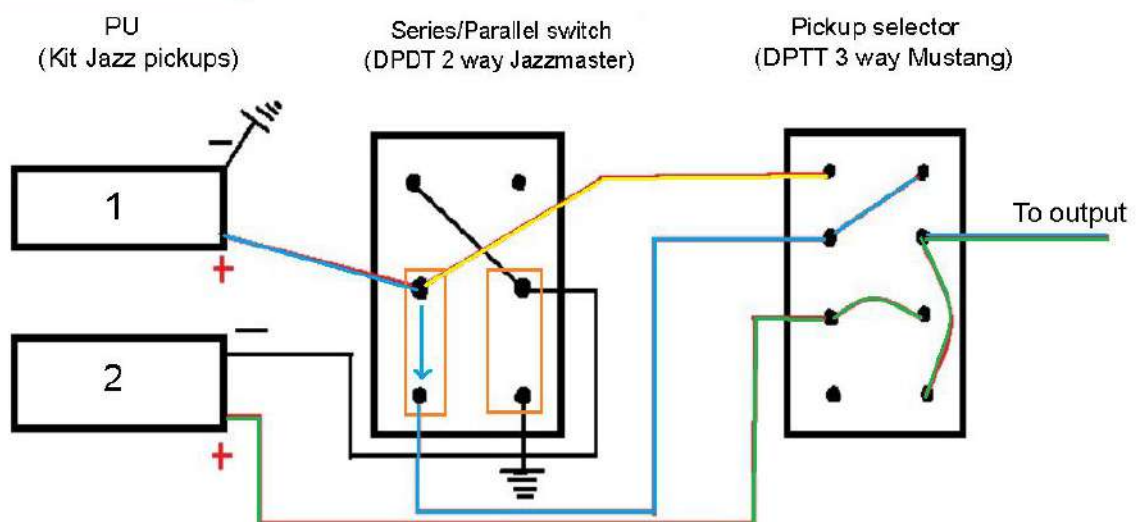 PU
(Kit Jazz pickups)
Series/Parallel switch
(DPDT 2 way Jazzmaster)
Pickup selector
(DPTT 3 way Mustang)
−
1
+
To output
−
2
+